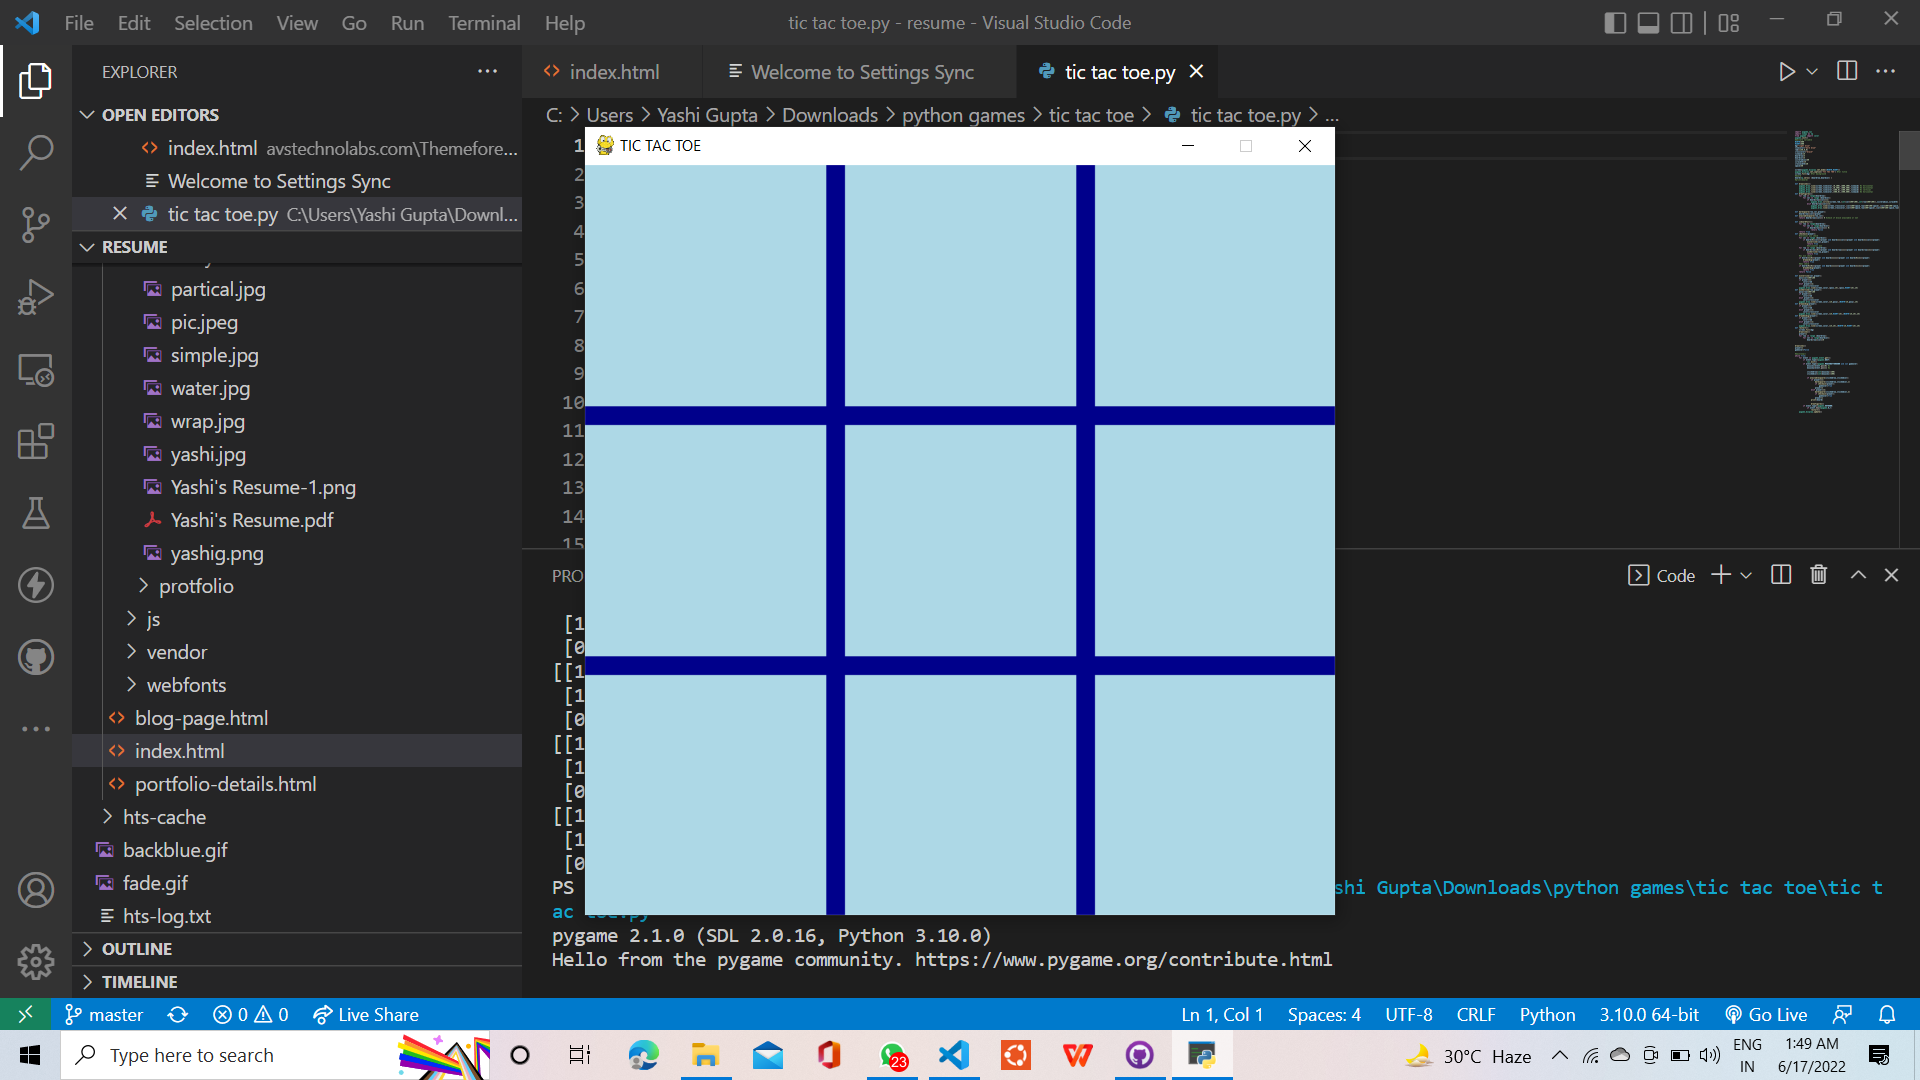 File Edit Selection View Go Run Terminal Help
tic tac toe.py - resume - Visual Studio Code
EXPLORER
OPEN EDITORS
index.html avstechnolabs.com\Themefore...
Welcome to Settings Sync
tic tac toe.py C:\Users\Yashi Gupta\Downl...
RESUME
partical.jpg
pic.jpeg
simple.jpg
water.jpg
wrap.jpg
yashi.jpg
Yashi's Resume-1.png
Yashi's Resume.pdf
yashig.png
protfolio
js
vendor
webfonts
blog-page.html
index.html
portfolio-details.html
hts-cache
backblue.gif
fade.gif
hts-log.txt
OUTLINE
TIMELINE
index.html
Welcome to Settings Sync
tic tac toe.py
C: > Users > Yashi Gupta > Downloads > python games > tic tac toe > tic tac toe.py > ...
TIC TAC TOE
1
2
3
4
5
6
7
8
9
10
11
12
13
14
15
PRO
Code
[1
[0
[[1
[1
[0
[[1
[1
[0
[[1
[1
[0
PS
shi Gupta\Downloads\python games\tic tac toe\tic t
ac toe.py
pygame 2.1.0 (SDL 2.0.16, Python 3.10.0)
Hello from the pygame community. https://www.pygame.org/contribute.html
master 0 0 Live Share
Ln 1, Col 1 Spaces: 4 UTF-8 CRLF Python 3.10.0 64-bit Go Live
Type here to search
23
30°C Haze
ENG
IN
1:49 AM
6/17/2022